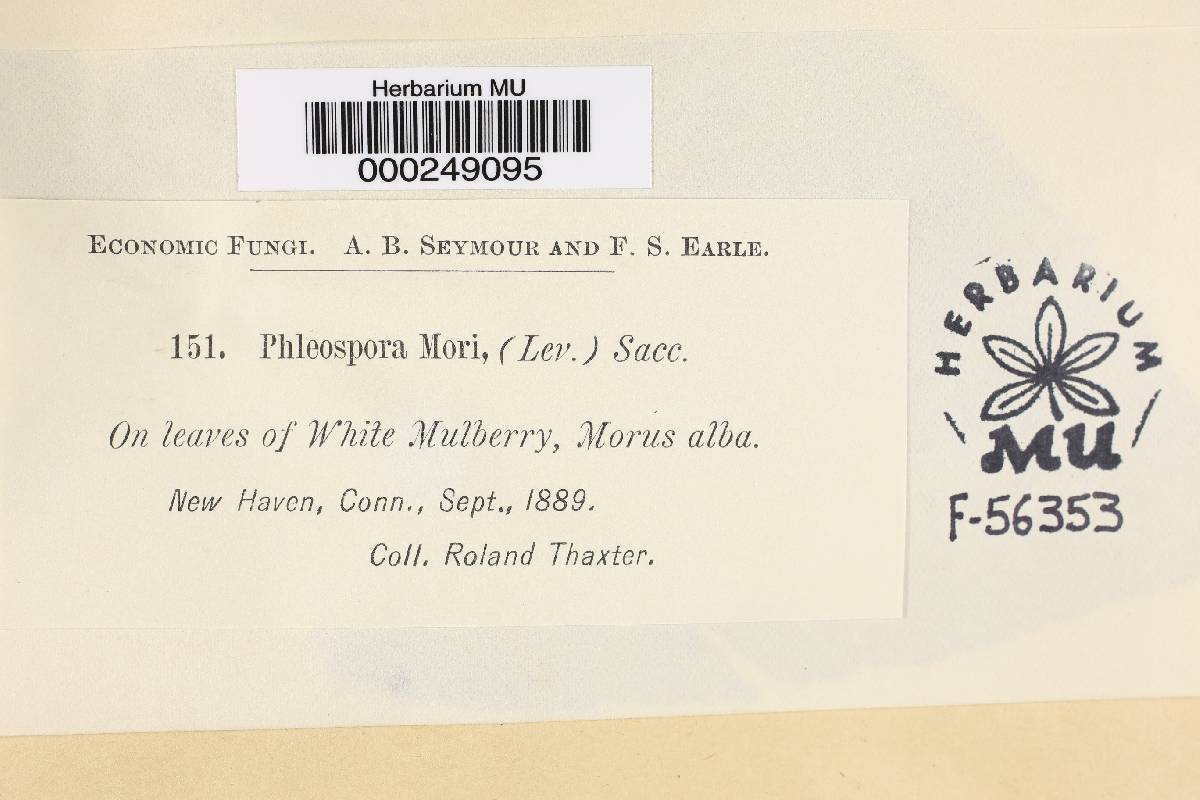 Herbarium MU
000249095
Economic Fungi. A. B. Seymour and F. S. Earle.
151. Phleospora Mori, (Lev.) Sacc.
On leaves of White Mulberry, Morus alba.
New Haven, Conn., Sept., 1889.
Coll. Roland Thaxter.
HERBARIUM
MU
F-56353